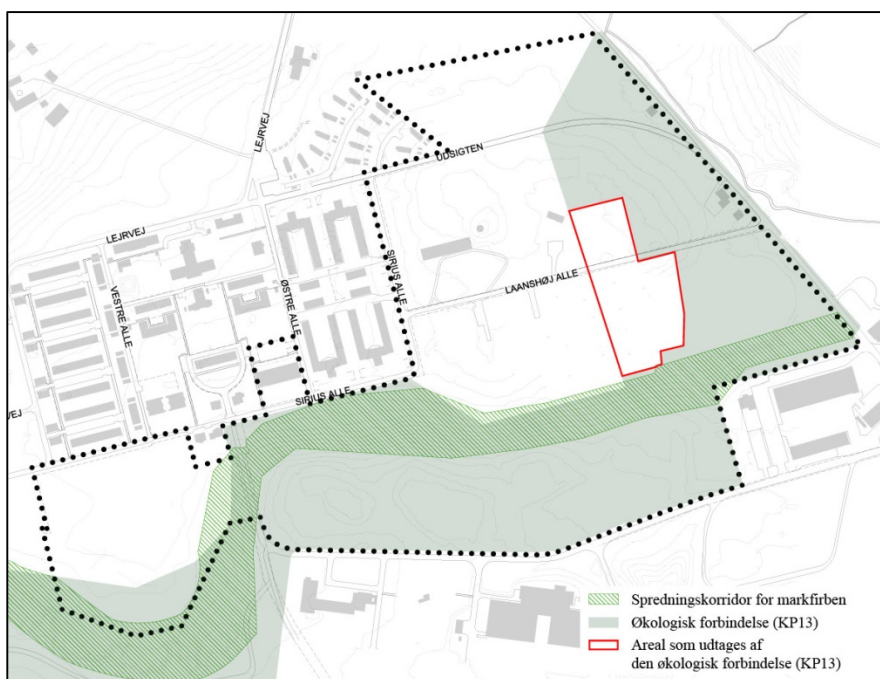 LEJRVEJ
UDSIGTEN
LEJRVEJ
SIRIUS ALLE
LAANSHØJ ALLE
ØSTRE ALLE
VESTRE ALLE
SIRIUS ALLE
VEJ
Spredningskorridor for markfirben
Økologisk forbindelse (KP13)
Areal som udtages af
den økologisk forbindelse (KP13)